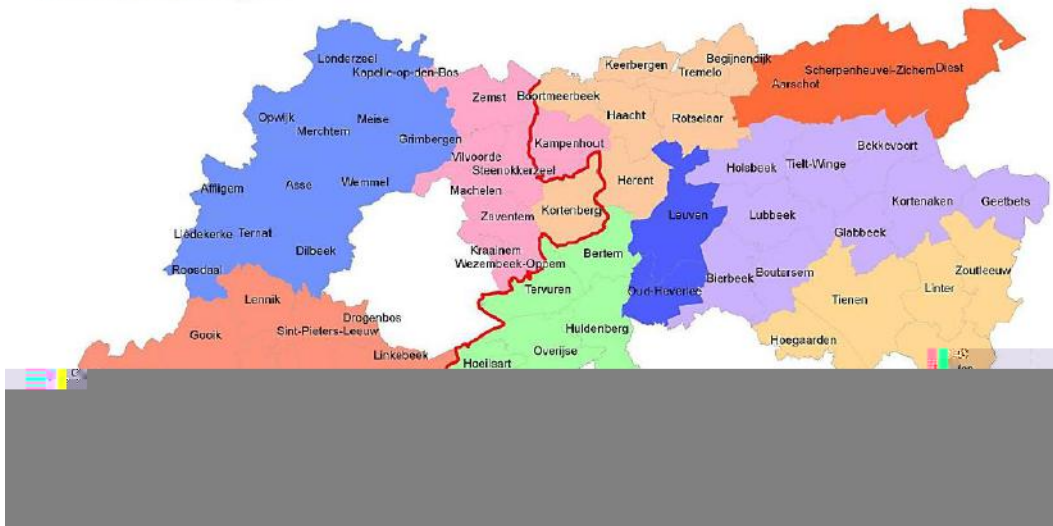 Londerzeel
Kapelle-op-den-Bos
Zemst
Opwijk
Merchtem
Meise
Grimbergen
Vilvoorde
Steenokkerzeel
Affligem
Asse
Wemmel
Machelen
Zaventem
Liedekerke
Ternat
Dilbeek
Kraainem
Wezembeek-Oppem
Roosdaal
Lennik
Drogenbos
Gooik
Sint-Pieters-Leeuw
Linkebeek
Boortmeerbeek
Keerbergen
Tremelo
Begijnendijk
Haacht
Rotselaar
Kampenhout
Herent
Kortenberg
Leuven
Bertem
Tervuren
Oud-Heverlee
Huldenberg
Overijse
Hoeilaart
Scherpenheuvel-Zichem
Diest
Aarschot
Bekkevoort
Holsbeek
Tielt-Winge
Kortenaken
Geetbets
Lubbeek
Glabbeek
Bierbeek
Boutersem
Zoutleeuw
Linter
Tienen
Hoegaarden